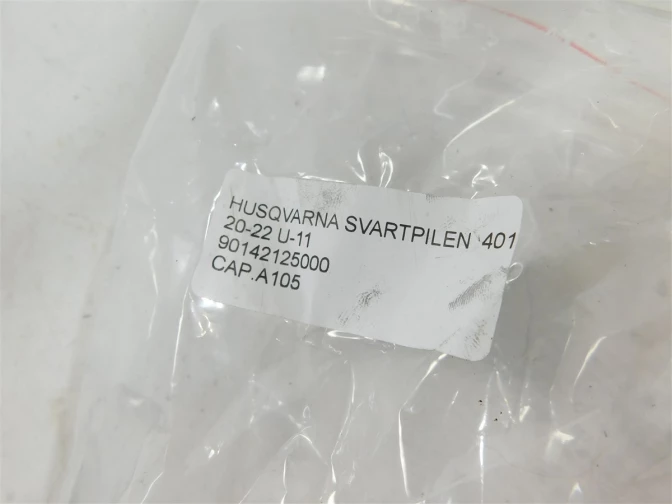 HUSQVARNA SVARTPILEN 401
20-22 U-11
90142125000
CAP.A105